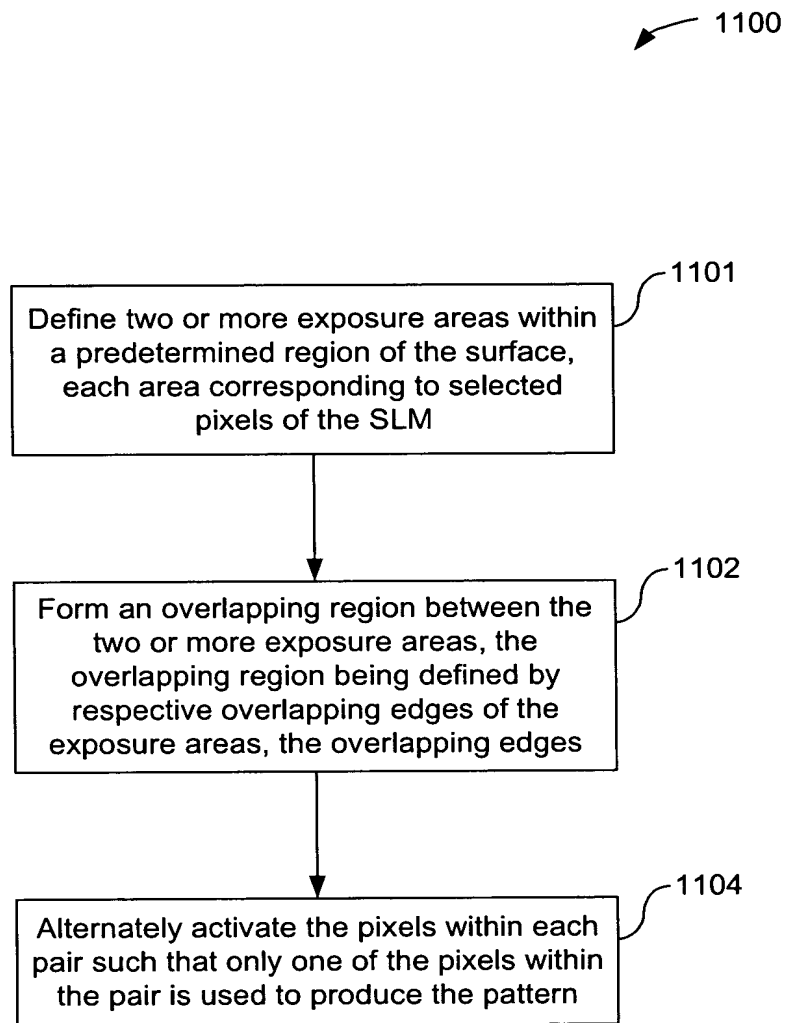 1100
1101
Define two or more exposure areas within
a predetermined region of the surface,
each area corresponding to selected
pixels of the SLM
1102
Form an overlapping region between the
two or more exposure areas, the
overlapping region being defined by
respective overlapping edges of the
exposure areas, the overlapping edges
1104
Alternately activate the pixels within each
pair such that only one of the pixels within
the pair is used to produce the pattern